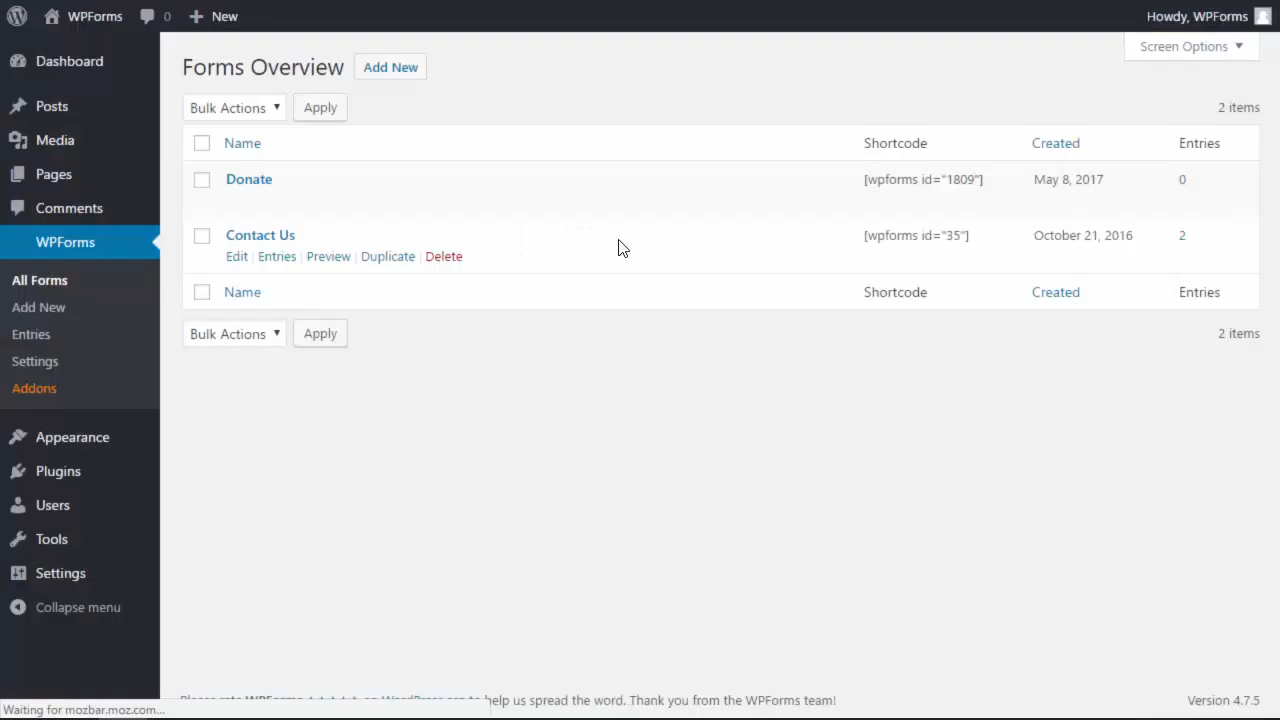 WPForms 0 New Howdy, WPForms
Screen Options
Dashboard
Posts
Media
Pages
Comments
WPForms
All Forms
Add New
Entries
Settings
Addons
Appearance
Plugins
Users
Tools
Settings
Collapse menu
Forms Overview Add New
Bulk Actions Apply 2 items
Name Shortcode Created Entries
Donate [wpforms id="1809"] May 8, 2017 0
Contact Us [wpforms id="35"] October 21, 2016 2
Edit | Entries | Preview | Duplicate | Delete
Name Shortcode Created Entries
Bulk Actions Apply 2 items
help us spread the word. Thank you from the WPForms team! Version 4.7.5
Waiting for mozbar.moz.com...